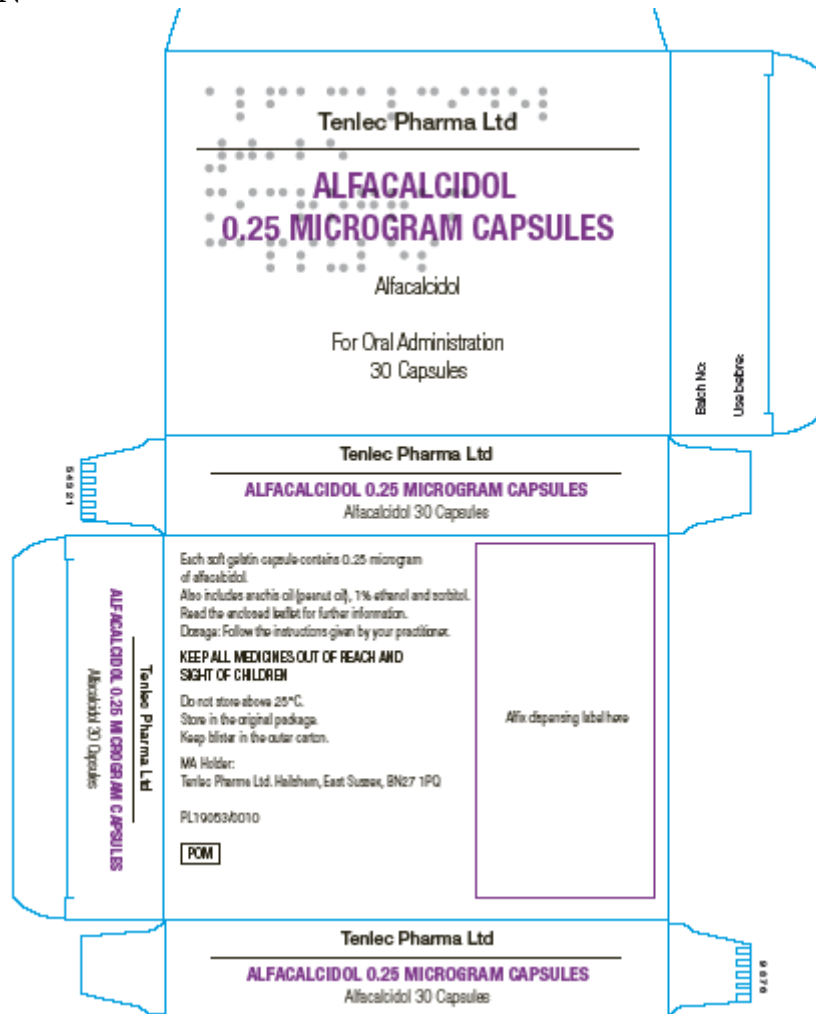 N
Tenlec Pharma Ltd
ALFACALCIDOL
0.25 MICROGRAM CAPSULES
Alfacalcidol
For Oral Administration
30 Capsules
Batch No:
Use before:
Tenlec Pharma Ltd
ALFACALCIDOL 0.25 MICROGRAM CAPSULES
Alfacalcidol 30 Capsules
54921
Each soft gelatin capsule contains 0.25 microgram
of alfacalcidol.
Also includes arachis oil (peanut oil), 1% ethanol and sorbitol.
Read the enclosed leaflet for further information.
Dosage: Follow the instructions given by your practitioner.
KEEP ALL MEDICINES OUT OF REACH AND
SIGHT OF CHILDREN
Do not store above 25°C.
Store in the original package.
Keep blister in the outer carton.
MA Holder:
Tenlec Pharma Ltd. Hailsham, East Sussex, BN27 1PQ
PL19053/0010
POM
Affix dispensing label here
Tenlec Pharma Ltd
ALFACALCIDOL 0.25 MICROGRAM CAPSULES
Alfacalcidol 30 Capsules
Tenlec Pharma Ltd
ALFACALCIDOL 0.25 MICROGRAM CAPSULES
Alfacalcidol 30 Capsules